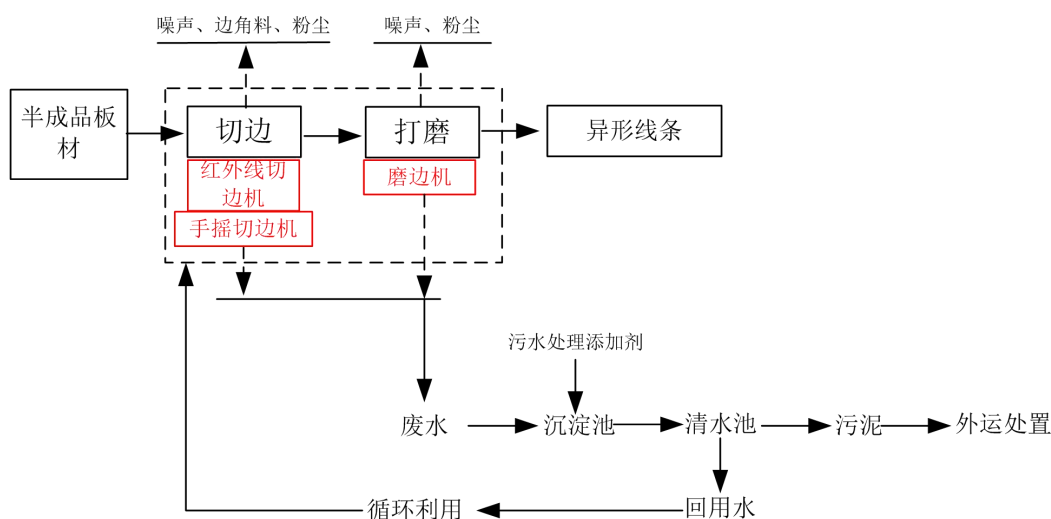 噪声、边角料、粉尘
噪声、粉尘
半成品板
材
切边
打磨
异形线条
红外线切
边机
磨边机
手摇切边机
污水处理添加剂
废水
沉淀池
清水池
污泥
外运处置
循环利用
回用水